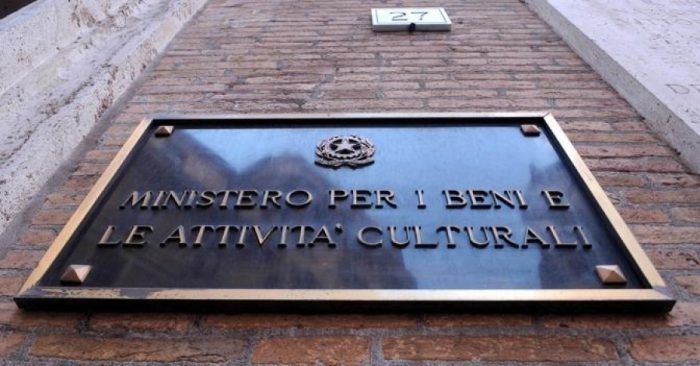 27
MINISTERO PER I BENI E
LE ATTIVITA' CULTURALI